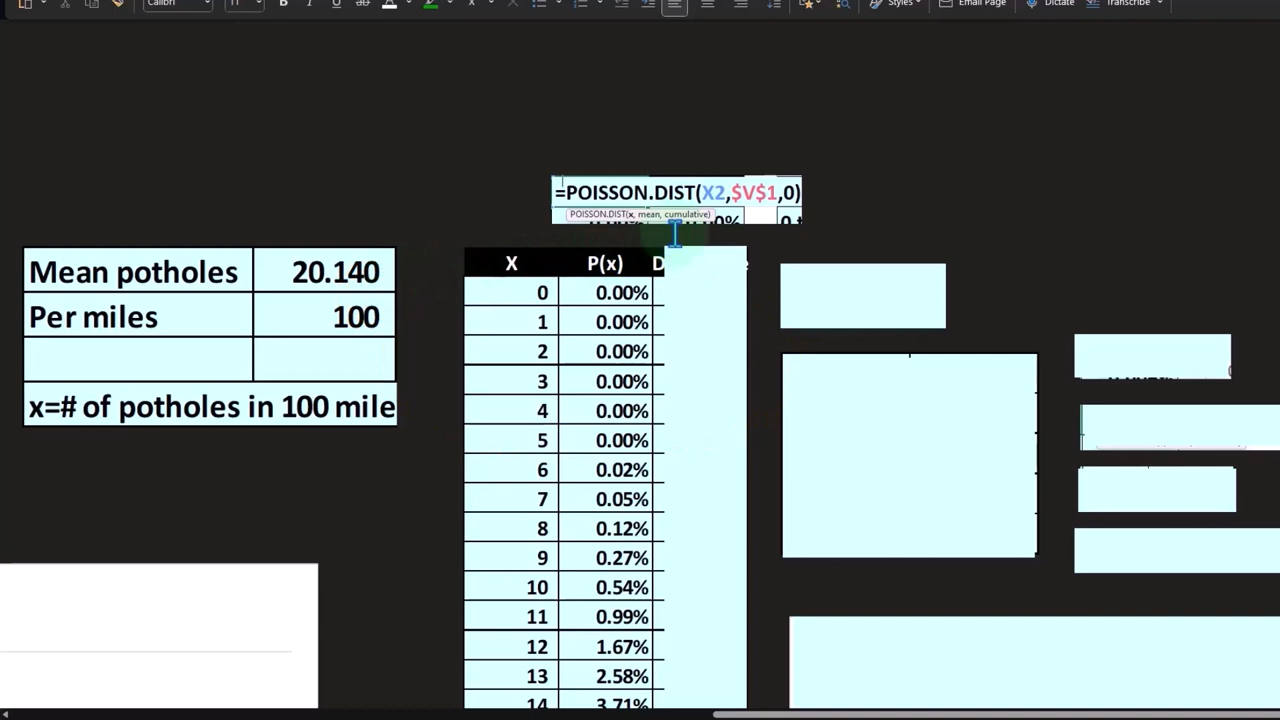 Calibri 11 B I U ab A
Styles Email Page Dictate Transcribe
=POISSON.DIST(X2,$V$1,0)
POISSON.DIST(x, mean, cumulative)
Mean potholes 20.140
Per miles 100
x=# of potholes in 100 mile
X P(x) D
0 0.00%
1 0.00%
2 0.00%
3 0.00%
4 0.00%
5 0.00%
6 0.02%
7 0.05%
8 0.12%
9 0.27%
10 0.54%
11 0.99%
12 1.67%
13 2.58%
14 3.71%